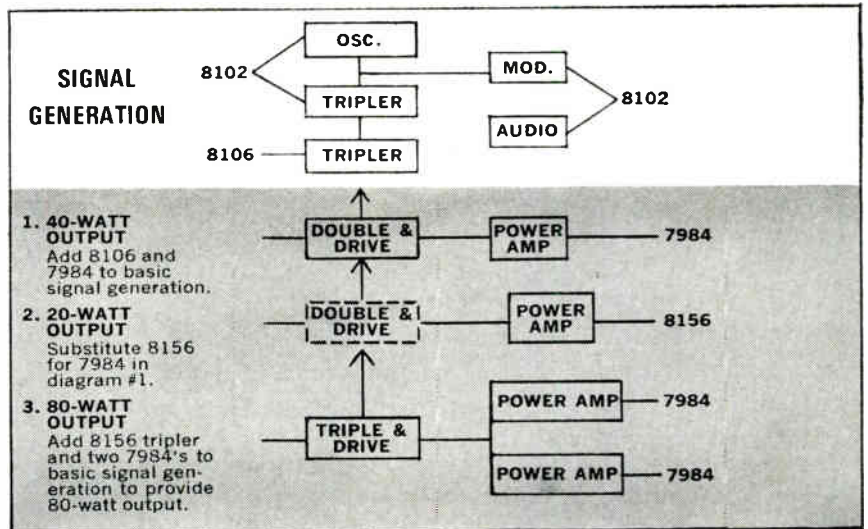 OSC.
SIGNAL
GENERATION
8102
MOD.
8102
TRIPLER
AUDIO
8106
TRIPLER
1. 40-WATT
OUTPUT
Add 8106 and
7984 to basic
signal generation.
DOUBLE &
DRIVE
POWER
AMP
7984
2. 20-WATT
OUTPUT
Substitute 8156
for 7984 in
diagram #1.
DOUBLE &
DRIVE
POWER
AMP
8156
3. 80-WATT
OUTPUT
Add 8156 tripler
and two 7984's to
basic signal gen-
eration to provide
80-watt output.
TRIPLE &
DRIVE
POWER AMP
7984
POWER AMP
7984